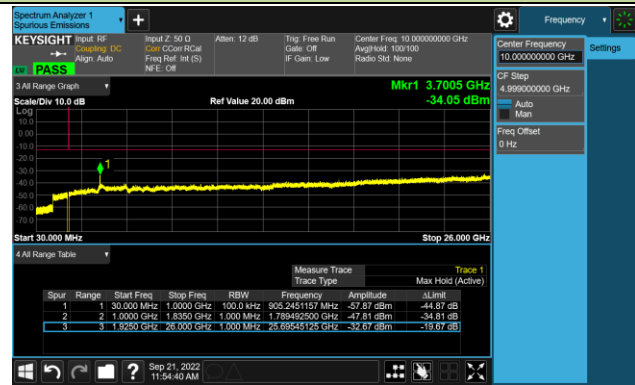 Spectrum Analyzer 1
Spurious Emissions
Frequency
KEYSIGHT
Input: RF
Coupling: DC
Align: Auto
Input Z: 50 Ω
Corr CCorr RCal
Freq Ref: Int (S)
NFE: Off
Atten: 12 dB
Trig: Free Run
Gate: Off
IF Gain: Low
Center Freq: 10.000000000 GHz
Avg|Hold: 100/100
Radio Std: None
PASS
Center Frequency
10.000000000 GHz
Settings
CF Step
4.999000000 GHz
Auto
Man
Freq Offset
0 Hz
3 All Range Graph
Mkr1 3.7005 GHz
Scale/Div 10.0 dB
Ref Value 20.00 dBm
-34.05 dBm
Log
10.0
0.00
-10.0
-20.0
-30.0
-40.0
-50.0
-60.0
-70.0
1
Start 30.000 MHz
Stop 26.000 GHz
4 All Range Table
Measure Trace Trace 1
Trace Type Max Hold (Active)
Spur Range Start Freq Stop Freq RBW Frequency Amplitude ΔLimit
1 1 30.000 MHz 1.0000 GHz 100.0 kHz 905.2451157 MHz -57.87 dBm -44.87 dB
2 2 1.0000 GHz 1.8350 GHz 1.000 MHz 1.789492500 GHz -47.81 dBm -34.81 dB
3 3 1.9250 GHz 26.000 GHz 1.000 MHz 25.69545125 GHz -32.67 dBm -19.67 dB
Sep 21, 2022
11:54:40 AM